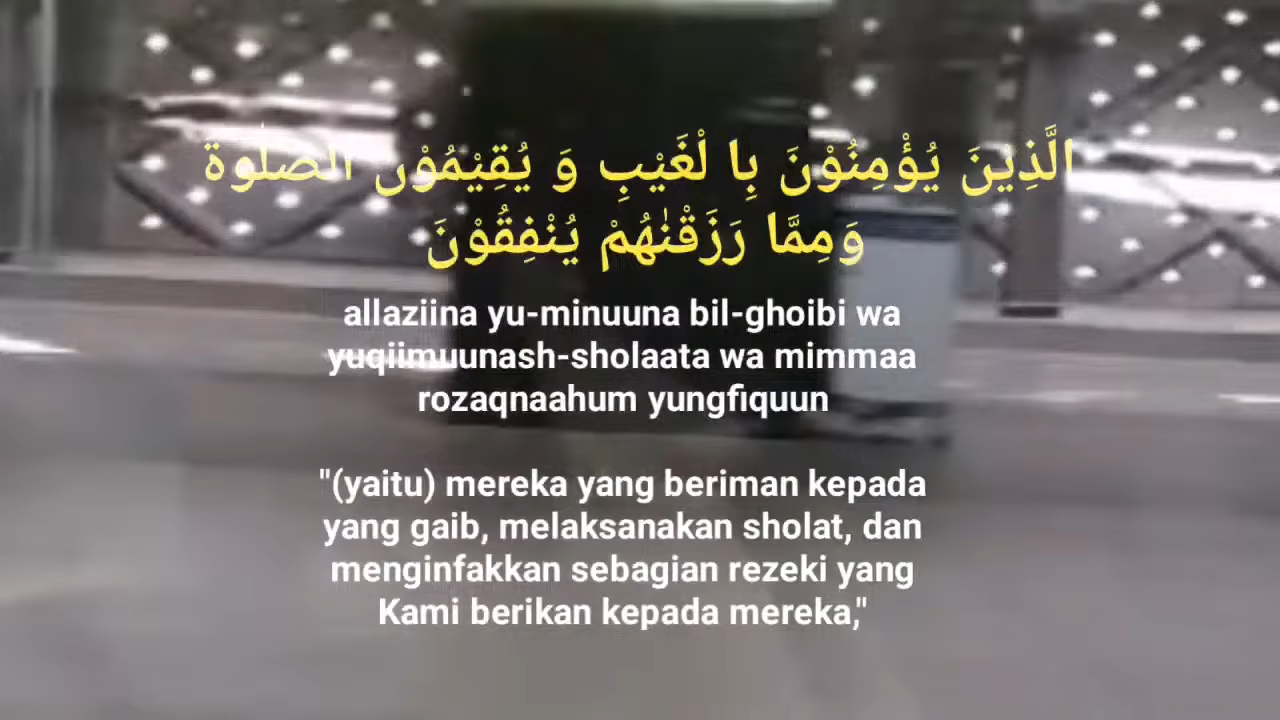 الَّذِيْنَ يُؤْمِنُوْنَ بِا لْغَيْبِ وَ يُقِيْمُوْنَ الصَّلٰوةَ
وَمِمَّا رَزَقْنٰهُمْ يُنْفِقُوْنَ
allaziina yu-minuuna bil-ghoibi wa
yuqiimuunash-sholaata wa mimmaa
rozaqnaahum yungfiquun
"(yaitu) mereka yang beriman kepada
yang gaib, melaksanakan sholat, dan
menginfakkan sebagian rezeki yang
Kami berikan kepada mereka,"